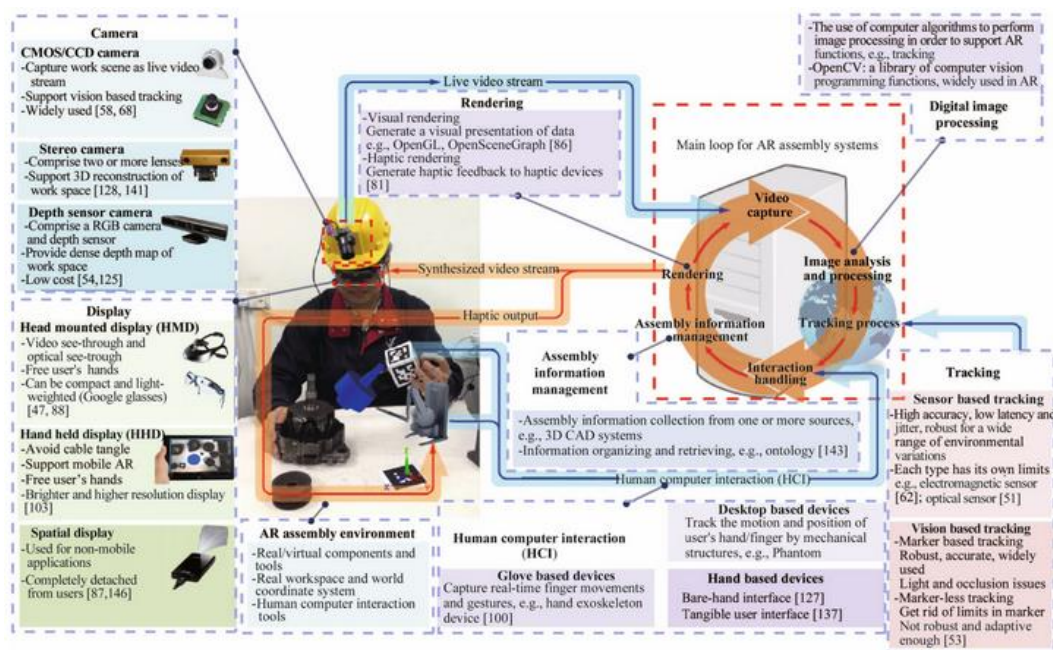 Camera
CMOS/CCD camera
-Capture work scene as live video
stream
-Support vision based tracking
-Widely used [58, 68]
Stereo camera
-Comprise two or more lenses
-Support 3D reconstruction of
work space [128, 141]
Depth sensor camera
-Comprise a RGB camera
and depth sensor
-Provide dense depth map of
work space
-Low cost [54,125]
Display
Head mounted display (HMD)
-Video see-through and
optical see-trough
-Free user's hands
-Can be compact and light-
weighted (Google glasses)
[47, 88]
Hand held display (HHD)
-Avoid cable tangle
-Support mobile AR
-Free user's hands
-Brighter and higher resolution display
[103]
Spatial display
-Used for non-mobile
applications
-Completely detached
from users [87,146]
Live video stream
Rendering
-Visual rendering
Generate a visual presentation of data
e.g., OpenGL, OpenSceneGraph [86]
-Haptic rendering
Generate haptic feedback to haptic devices
[81]
Synthesized video stream
Haptic output
-The use of computer algorithms to perform
image processing in order to support AR
functions, e.g., tracking
-OpenCV: a library of computer vision
programming functions, widely used in AR
Digital image
processing
Main loop for AR assembly systems
Video
capture
Image analysis
and processing
Tracking process
Interaction
handling
Assembly information
management
Rendering
Assembly
information
management
-Assembly information collection from one or more sources,
e.g., 3D CAD systems
-Information organizing and retrieving, e.g., ontology [143]
Human computer interaction (HCI)
AR assembly environment
-Real/virtual components and
tools
-Real workspace and world
coordinate system
-Human computer interaction
tools
Human computer interaction
(HCI)
Desktop based devices
Track the motion and position of
user's hand/finger by mechanical
structures, e.g., Phantom
Glove based devices
Capture real-time finger movements
and gestures, e.g., hand exoskeleton
device [100]
Hand based devices
Bare-hand interface [127]
Tangible user interface [137]
Tracking
Sensor based tracking
-High accuracy, low latency and
jitter, robust for a wide
range of environmental
variations
-Each type has its own limits
e.g., electromagnetic sensor
[62]; optical sensor [51]
Vision based tracking
-Marker based tracking
Robust, accurate, widely
used
Light and occlusion issues
-Marker-less tracking
Get rid of limits in marker
Not robust and adaptive
enough [53]